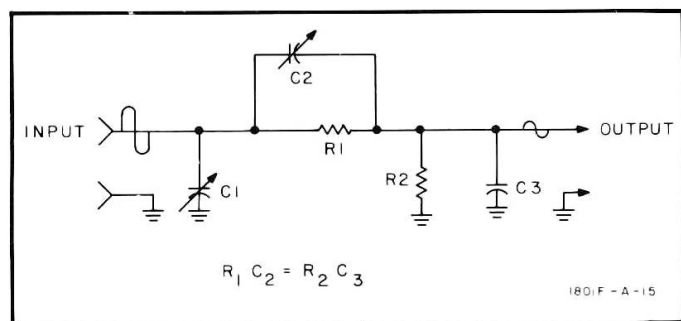 C2
INPUT
R1
OUTPUT
C1
R2
C3
R1 C2 = R2 C3
1801F-A-15